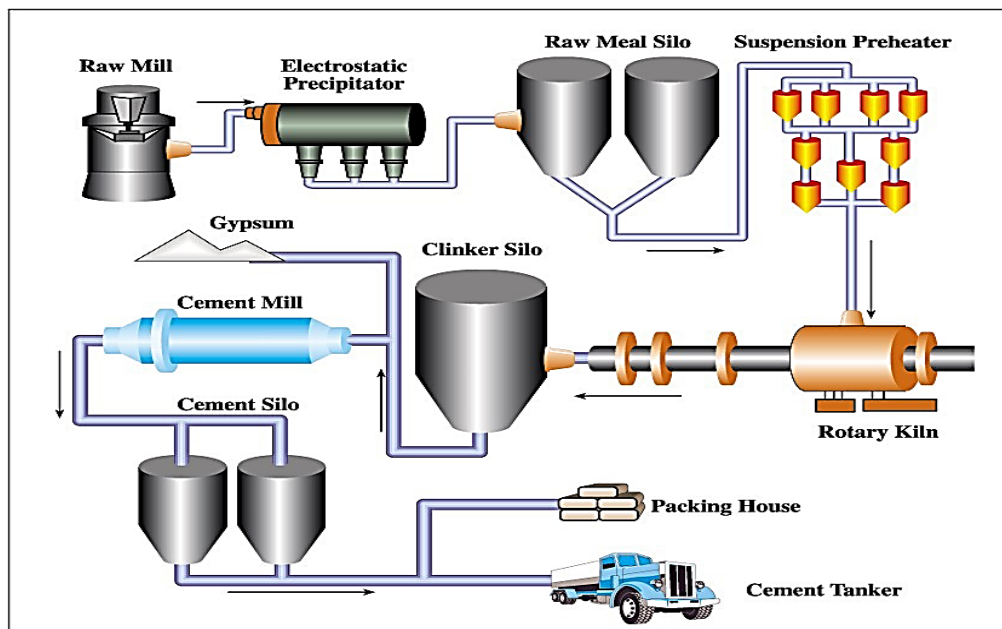 Raw Mill
Electrostatic
Precipitator
Raw Meal Silo
Suspension Preheater
Gypsum
Clinker Silo
Cement Mill
Cement Silo
Rotary Kiln
Packing House
Cement Tanker